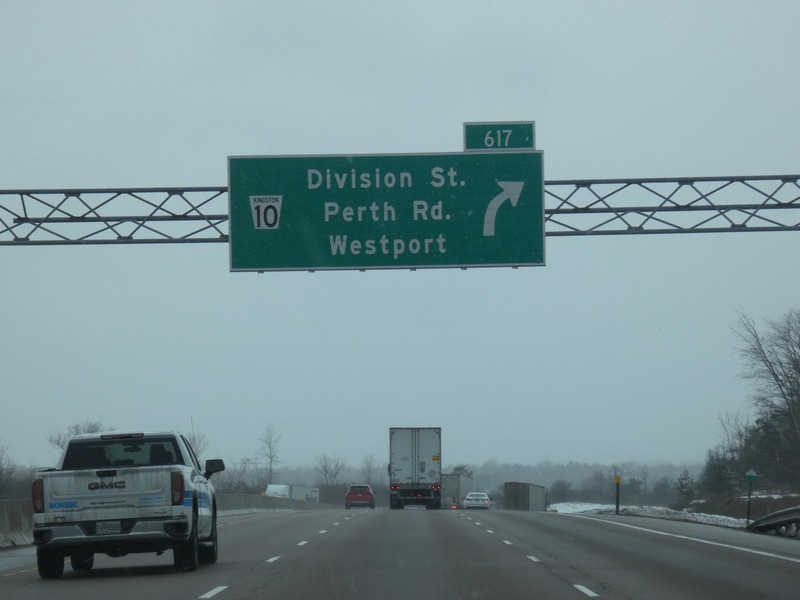 617
Division St.
KINGSTON
10
Perth Rd.
Westport
GMC